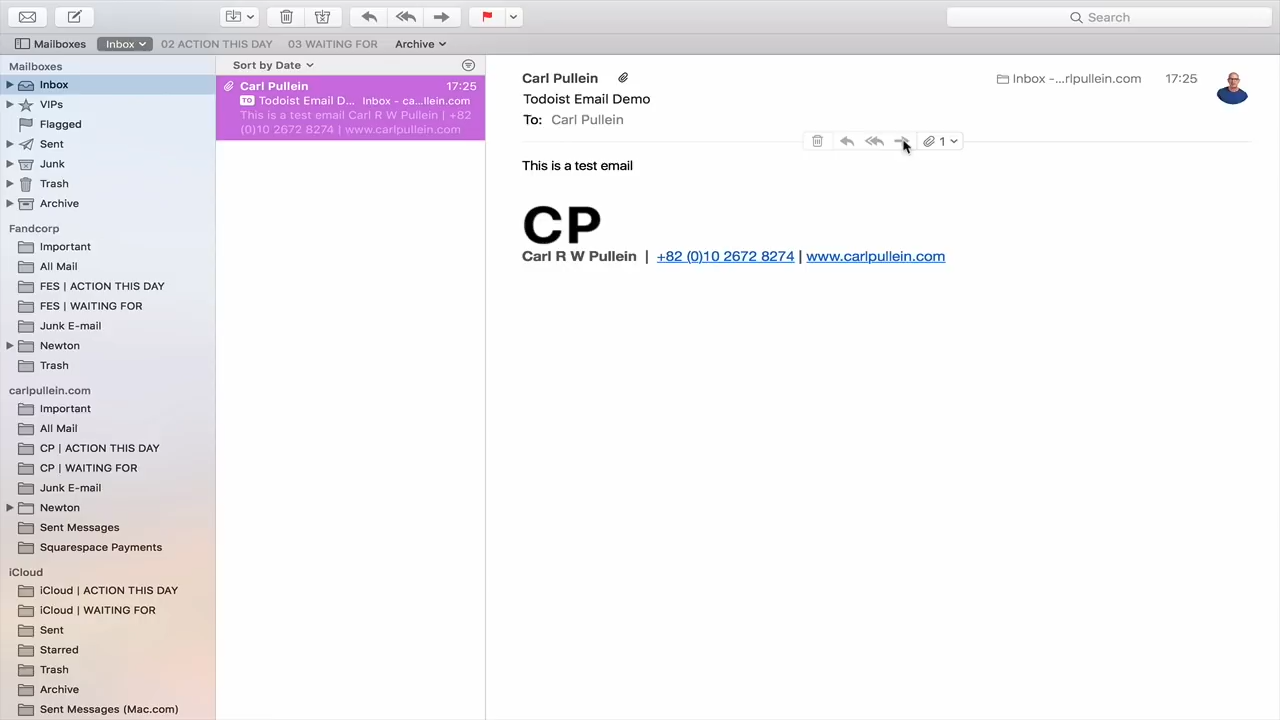 Search
Mailboxes Inbox 02 ACTION THIS DAY 03 WAITING FOR Archive
Mailboxes
Inbox
VIPs
Flagged
Sent
Junk
Trash
Archive
Fandcorp
Important
All Mail
FES | ACTION THIS DAY
FES | WAITING FOR
Junk E-mail
Newton
Trash
carlpullein.com
Important
All Mail
CP | ACTION THIS DAY
CP | WAITING FOR
Junk E-mail
Newton
Sent Messages
Squarespace Payments
iCloud
iCloud | ACTION THIS DAY
iCloud | WAITING FOR
Sent
Starred
Trash
Archive
Sent Messages (Mac.com)
Sort by Date
Carl Pullein 17:25
TO Todoist Email D... Inbox - ca...llein.com
This is a test email Carl R W Pullein | +82
(0)10 2672 8274 | www.carlpullein.com
Carl Pullein Inbox -...rlpullein.com 17:25
Todoist Email Demo
To: Carl Pullein
1
This is a test email
CP
Carl R W Pullein | +82 (0)10 2672 8274 | www.carlpullein.com